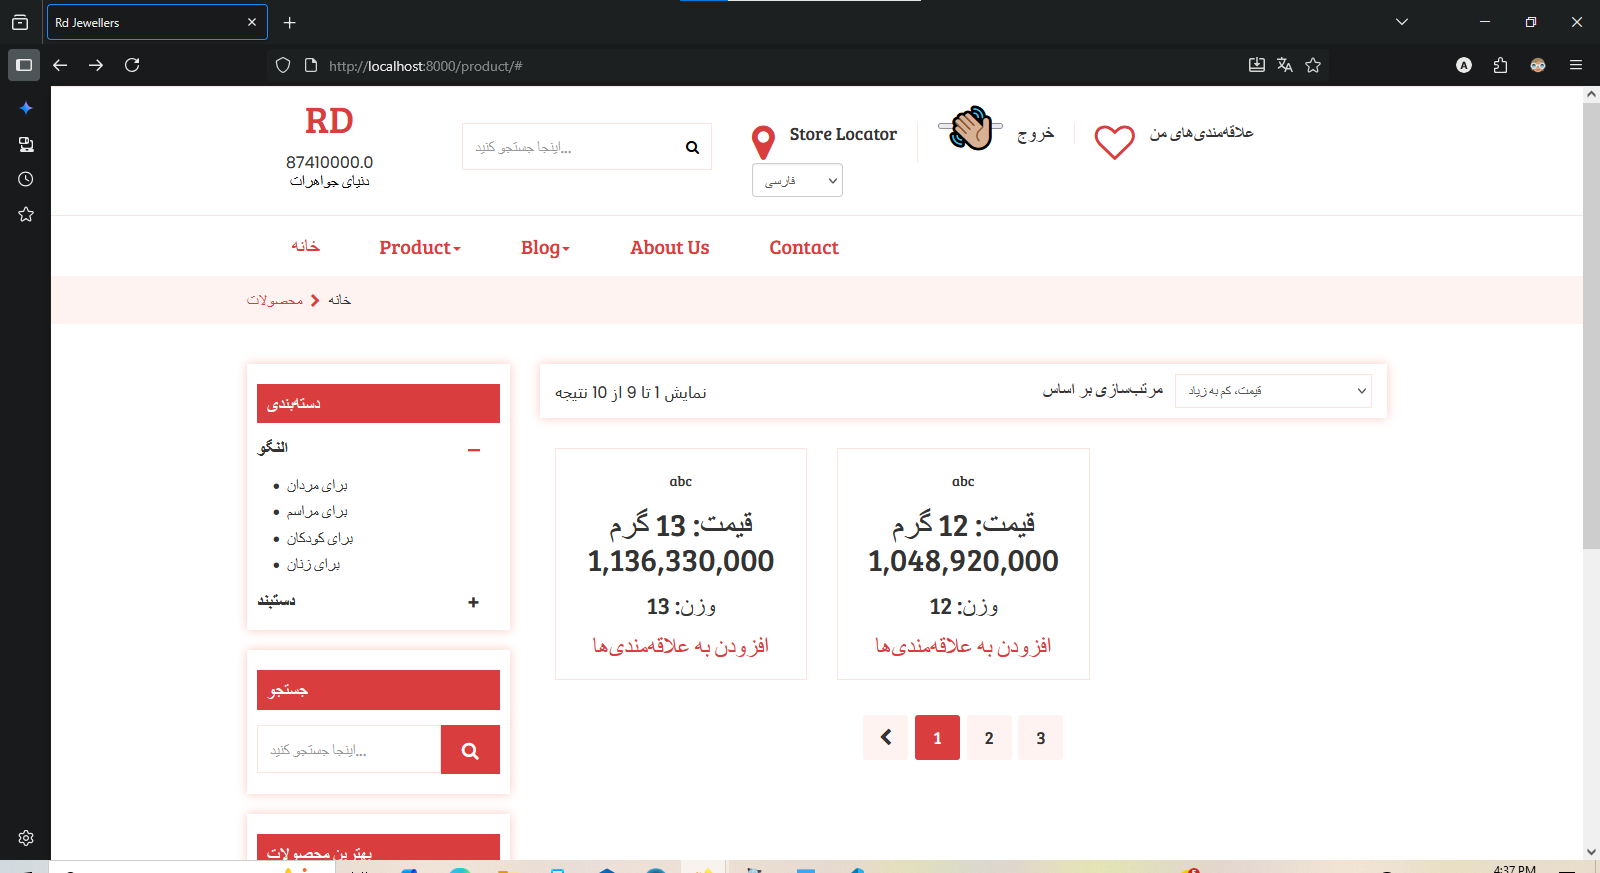 Rd Jewellers
http://localhost:8000/product/#
RD
87410000.0
دنیای جواهرات
اینجا جستجو کنید...
Store Locator
فارسی
خروج
علاقه‌مندی‌های من
خانه
Product
Blog
About Us
Contact
محصولات > خانه
دسته‌بندی
النگو
برای مردان
برای مراسم
برای کودکان
برای زنان
دستبند
جستجو
اینجا جستجو کنید...
بهترین محصولات
نمایش 1 تا 9 از 10 نتیجه
مرتب‌سازی بر اساس
قیمت، کم به زیاد
abc
قیمت: 13 گرم
1,136,330,000
وزن: 13
افزودن به علاقه‌مندی‌ها
abc
قیمت: 12 گرم
1,048,920,000
وزن: 12
افزودن به علاقه‌مندی‌ها
1 2 3
4:37 PM